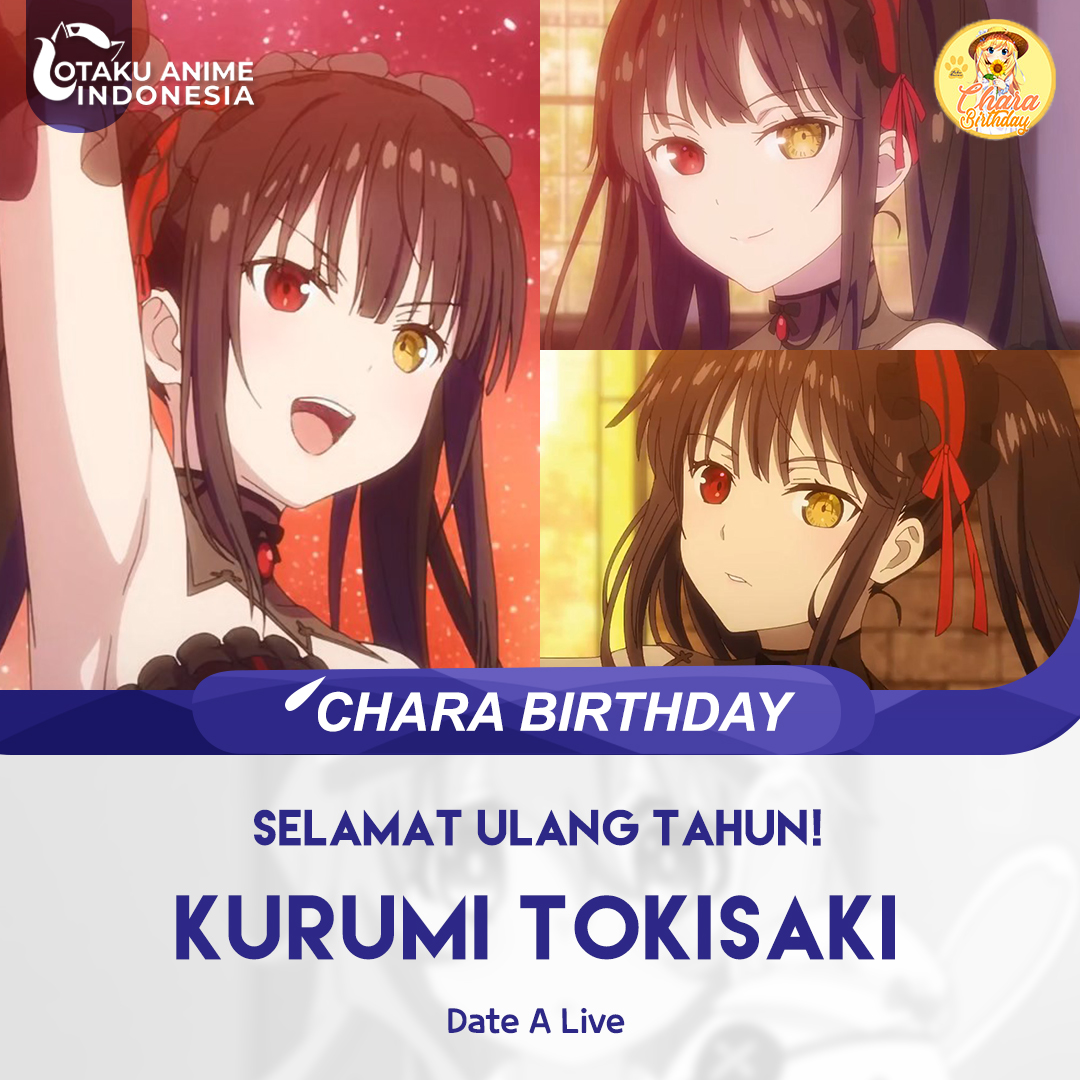 OTAKU ANIME
INDONESIA
Chara
Birthday
CHARA BIRTHDAY
SELAMAT ULANG TAHUN!
KURUMI TOKISAKI
Date A Live